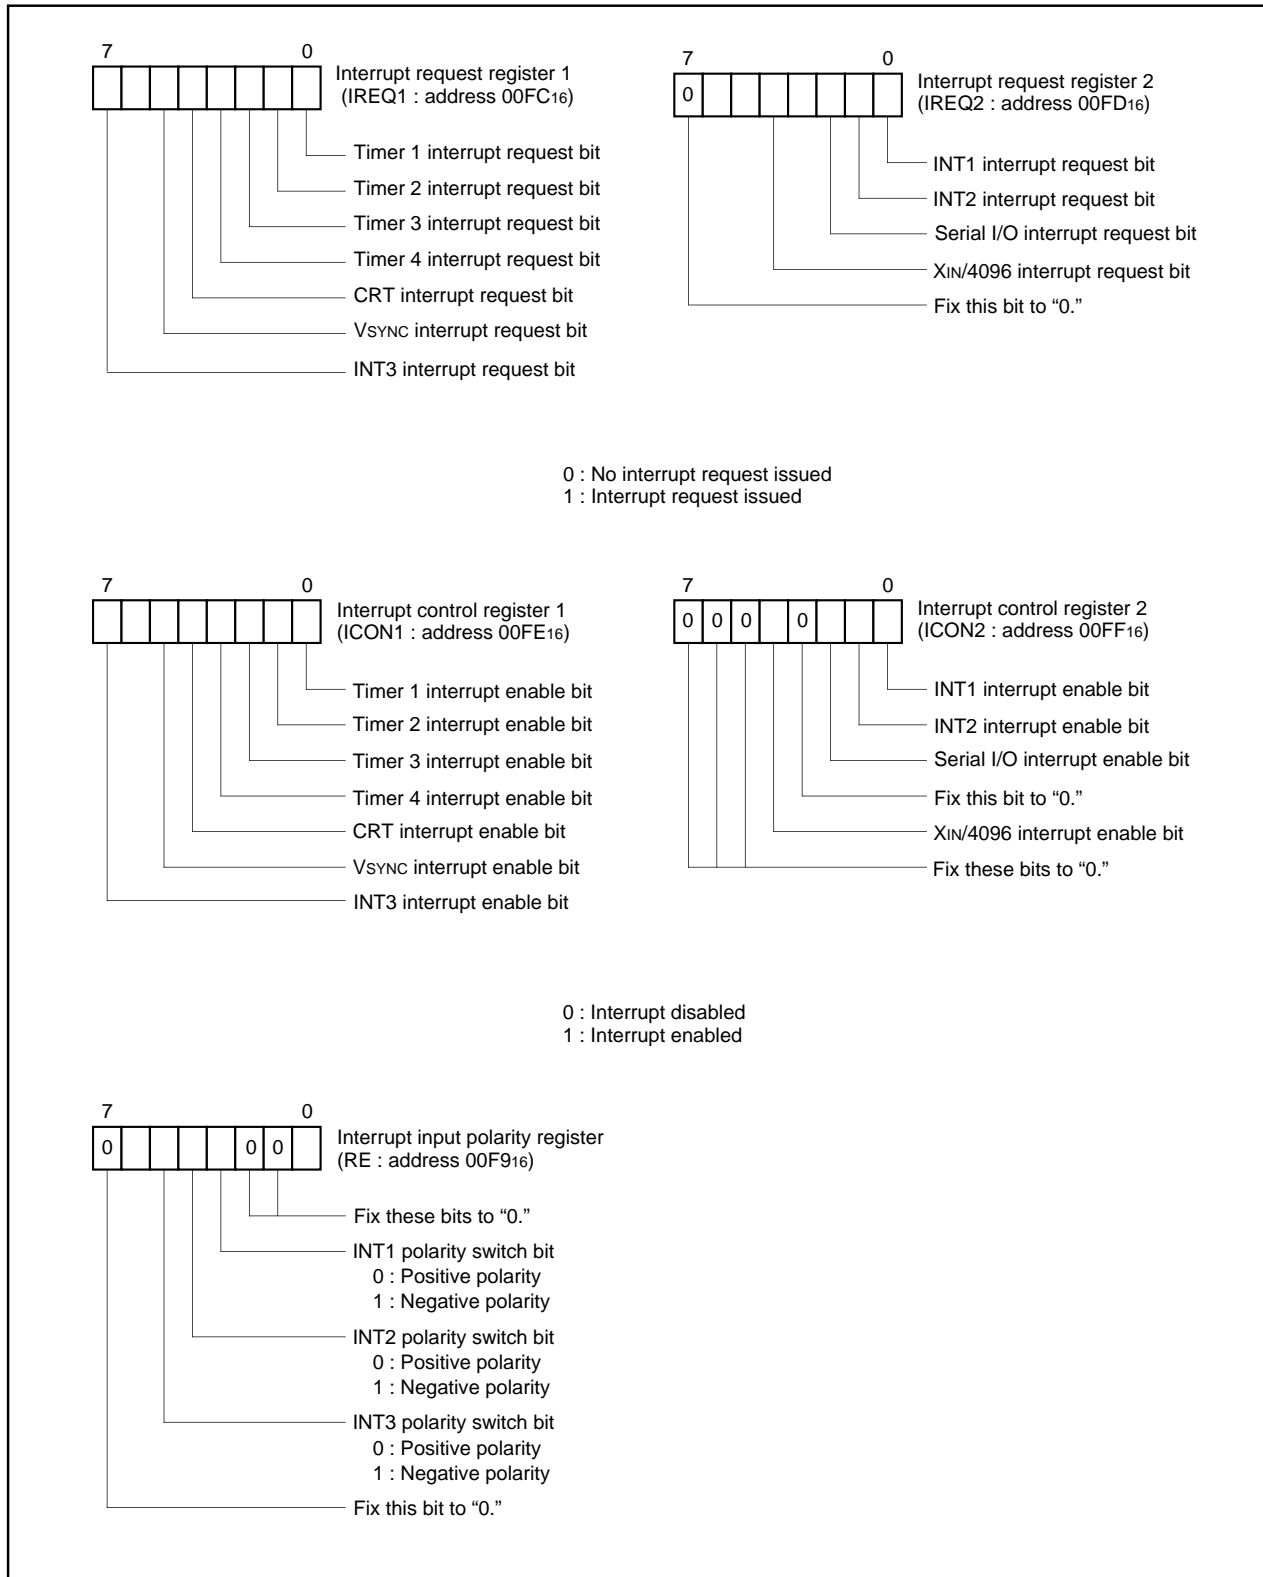 7 0
Interrupt request register 1
(IREQ1 : address 00FC16)
Timer 1 interrupt request bit
Timer 2 interrupt request bit
Timer 3 interrupt request bit
Timer 4 interrupt request bit
CRT interrupt request bit
VSYNC interrupt request bit
INT3 interrupt request bit
7 0
0
Interrupt request register 2
(IREQ2 : address 00FD16)
INT1 interrupt request bit
INT2 interrupt request bit
Serial I/O interrupt request bit
XIN/4096 interrupt request bit
Fix this bit to “0.”
0 : No interrupt request issued
1 : Interrupt request issued
7 0
Interrupt control register 1
(ICON1 : address 00FE16)
Timer 1 interrupt enable bit
Timer 2 interrupt enable bit
Timer 3 interrupt enable bit
Timer 4 interrupt enable bit
CRT interrupt enable bit
VSYNC interrupt enable bit
INT3 interrupt enable bit
7 0
0 0 0 0
Interrupt control register 2
(ICON2 : address 00FF16)
INT1 interrupt enable bit
INT2 interrupt enable bit
Serial I/O interrupt enable bit
Fix this bit to “0.”
XIN/4096 interrupt enable bit
Fix these bits to “0.”
0 : Interrupt disabled
1 : Interrupt enabled
7 0
0 0 0
Interrupt input polarity register
(RE : address 00F916)
Fix these bits to “0.”
INT1 polarity switch bit
0 : Positive polarity
1 : Negative polarity
INT2 polarity switch bit
0 : Positive polarity
1 : Negative polarity
INT3 polarity switch bit
0 : Positive polarity
1 : Negative polarity
Fix this bit to “0.”